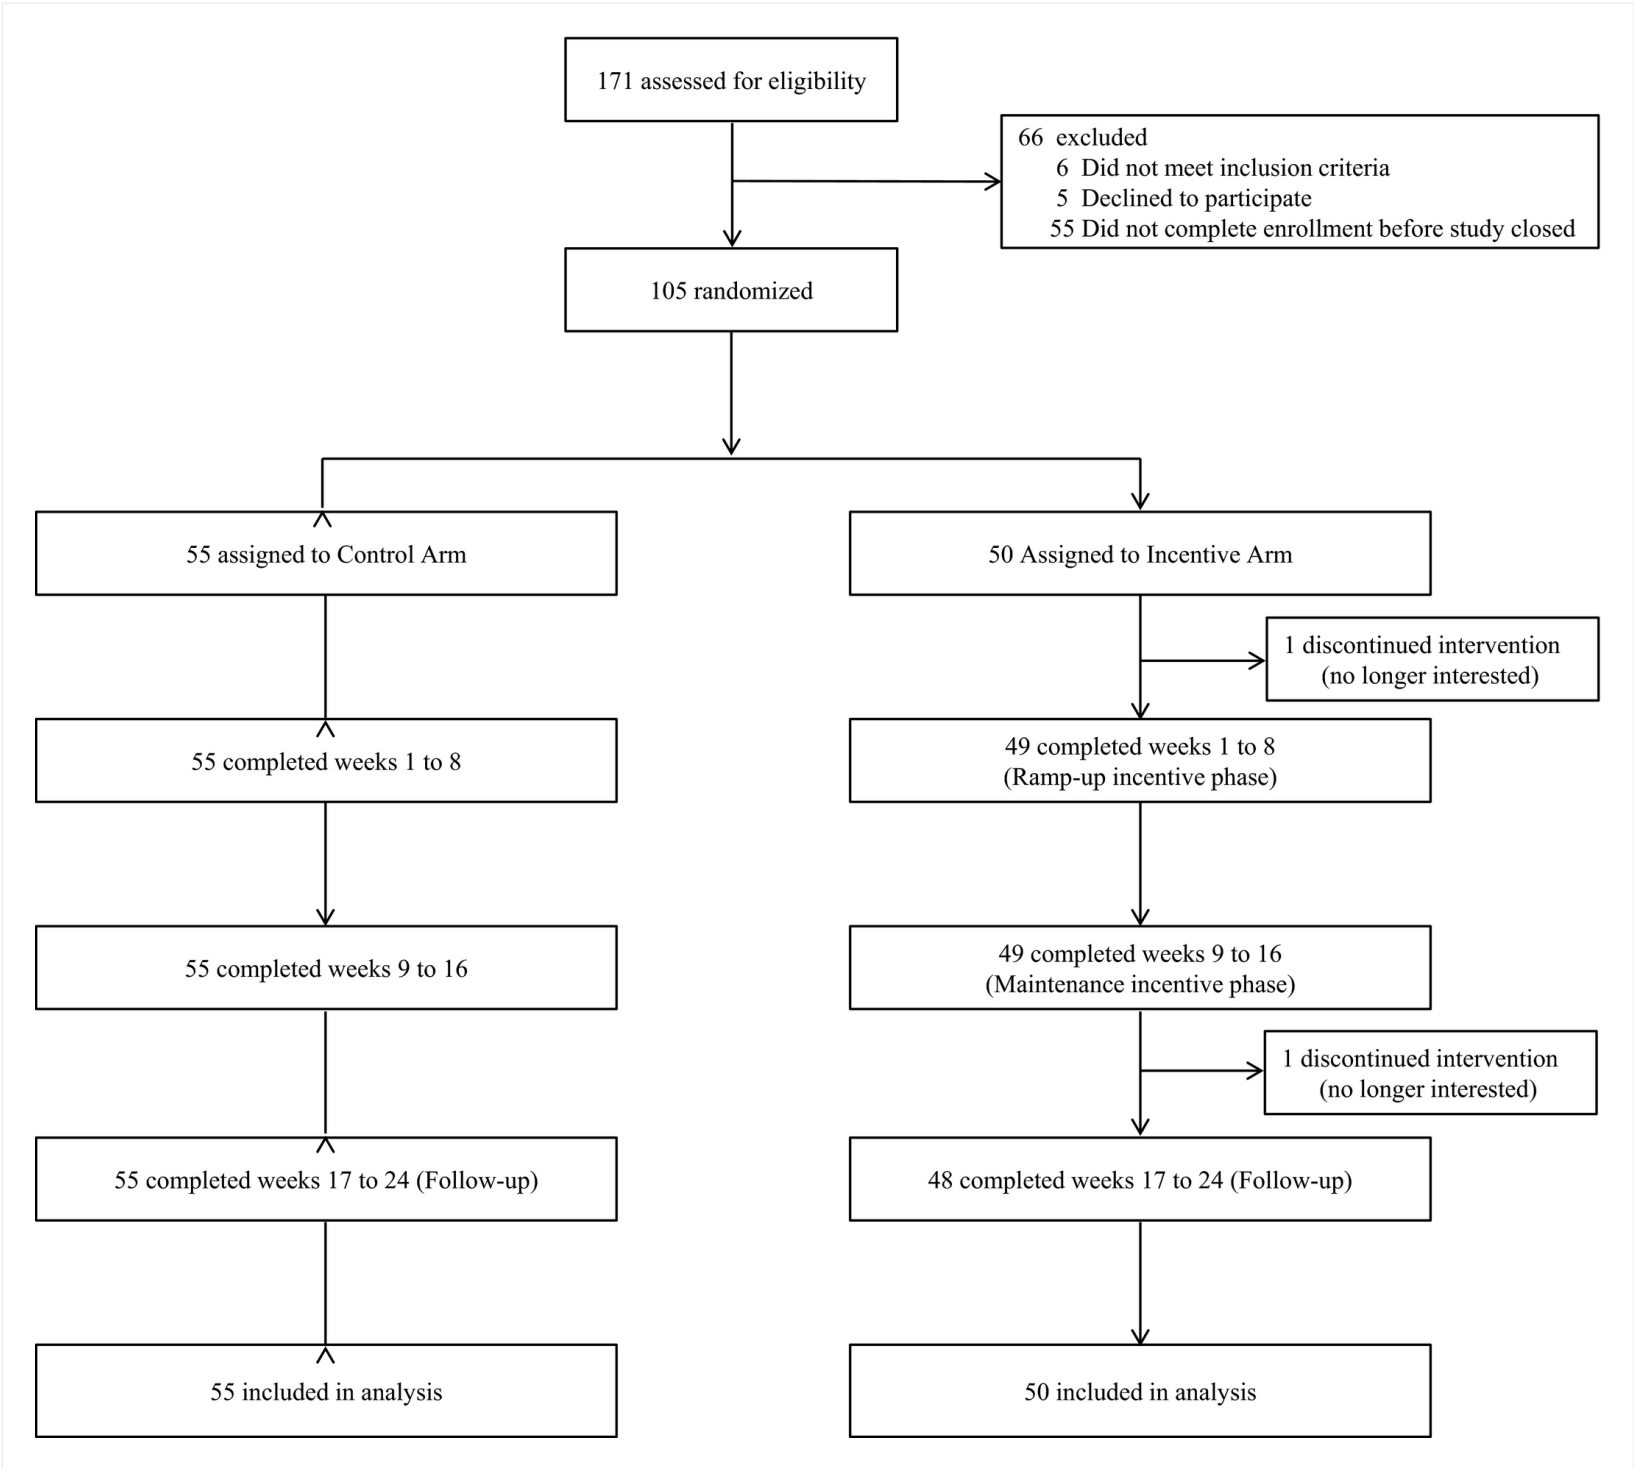 171 assessed for eligibility
66 excluded
6 Did not meet inclusion criteria
5 Declined to participate
55 Did not complete enrollment before study closed
105 randomized
55 assigned to Control Arm
50 Assigned to Incentive Arm
1 discontinued intervention
(no longer interested)
55 completed weeks 1 to 8
49 completed weeks 1 to 8
(Ramp-up incentive phase)
55 completed weeks 9 to 16
49 completed weeks 9 to 16
(Maintenance incentive phase)
1 discontinued intervention
(no longer interested)
55 completed weeks 17 to 24 (Follow-up)
48 completed weeks 17 to 24 (Follow-up)
55 included in analysis
50 included in analysis